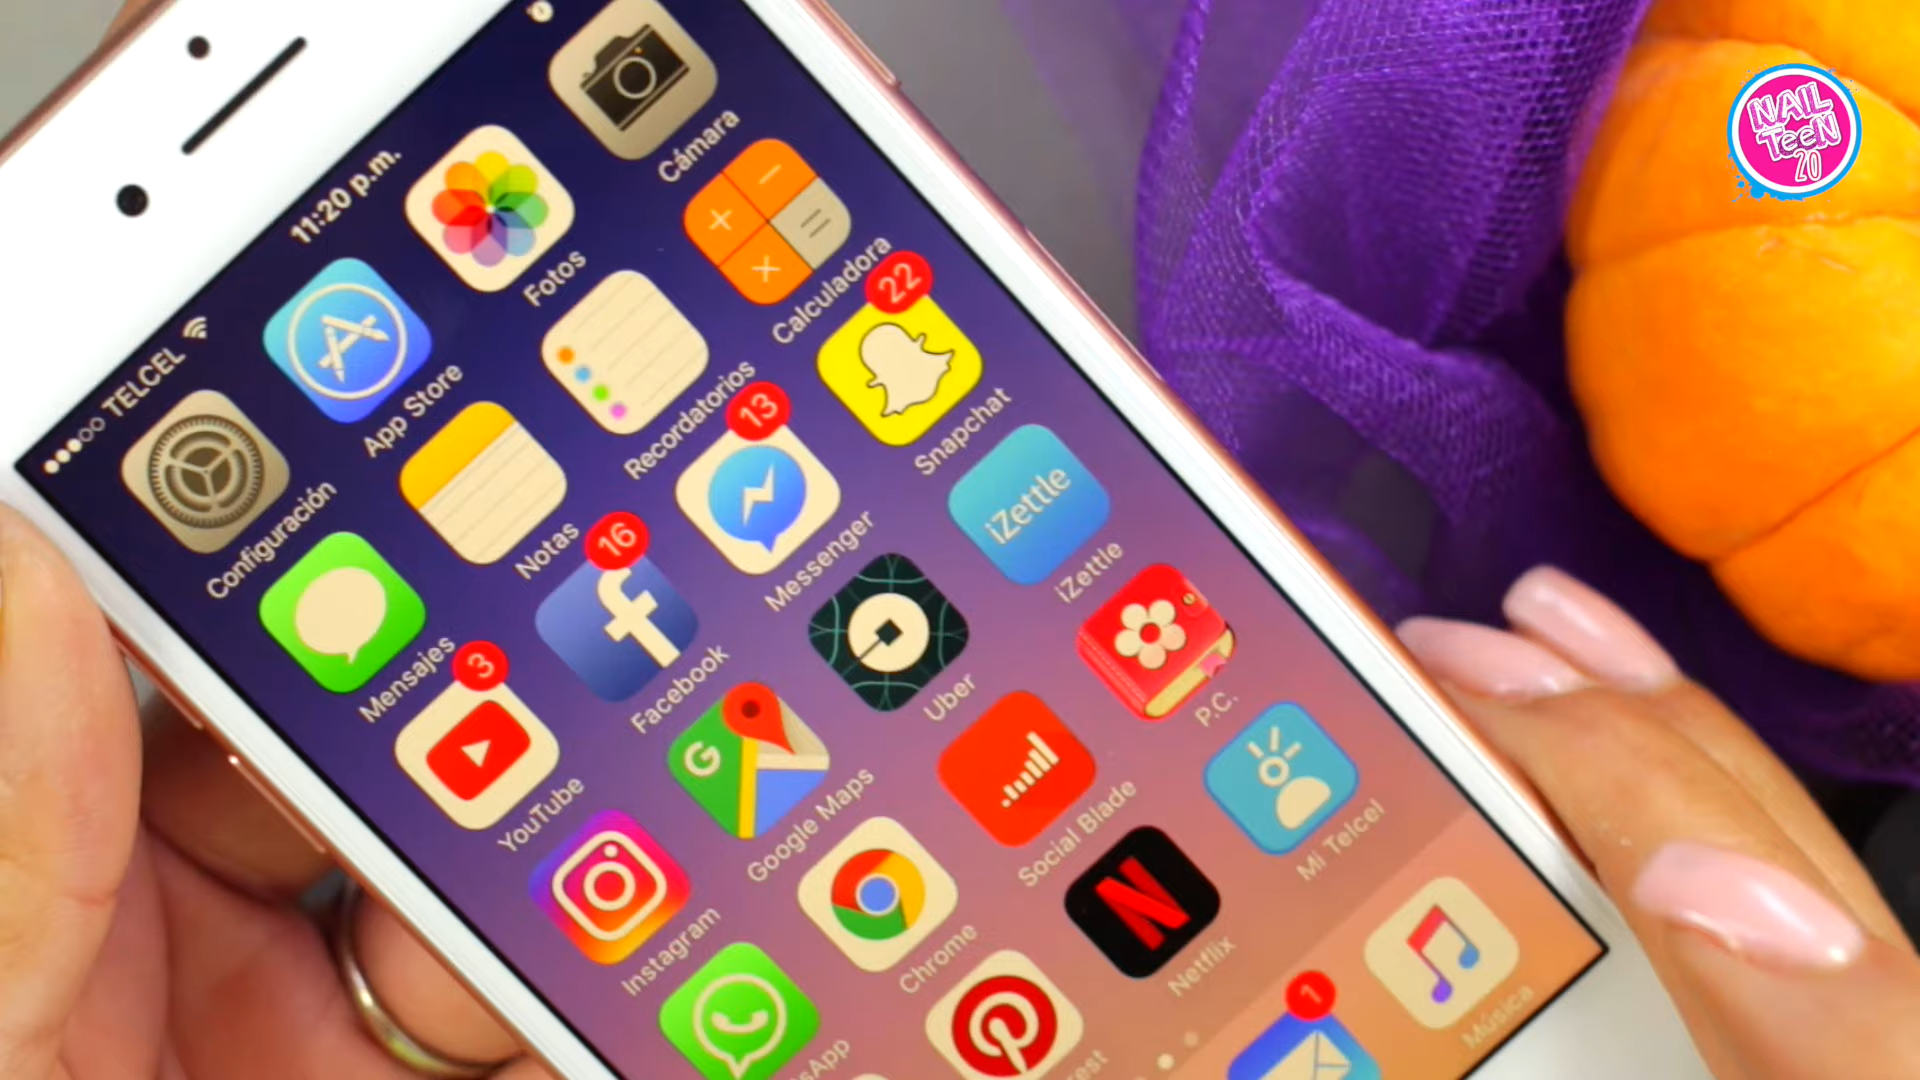 NAIL
TeeN
20
TELCEL
11:20 p.m.
Configuración
App Store
Fotos
Cámara
Mensajes
Notas
Recordatorios
Calculadora
3
YouTube
16
Facebook
13
Messenger
22
Snapchat
Instagram
G
Google Maps
Uber
iZettle
iZettle
Chrome
Social Blade
P.C.
Netflix
Mi Telcel
1
Música